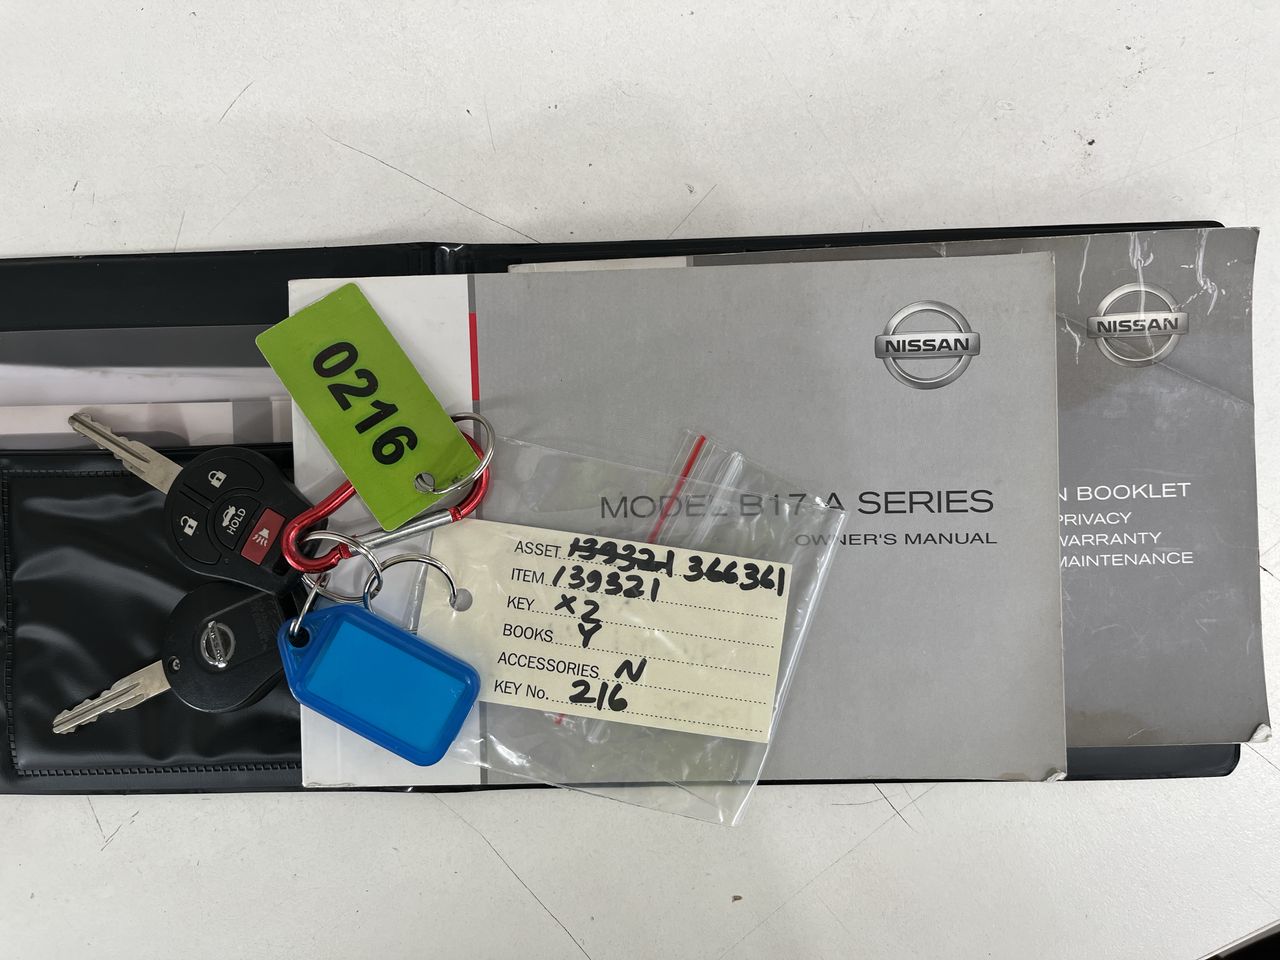 0216
HOLD
NISSAN
MODEL B17-A SERIES
OWNER'S MANUAL
NISSAN
N BOOKLET
PRIVACY
WARRANTY
MAINTENANCE
ASSET 139321 366361
ITEM 139321
KEY X2
BOOKS Y
ACCESSORIES N
KEY No. 216